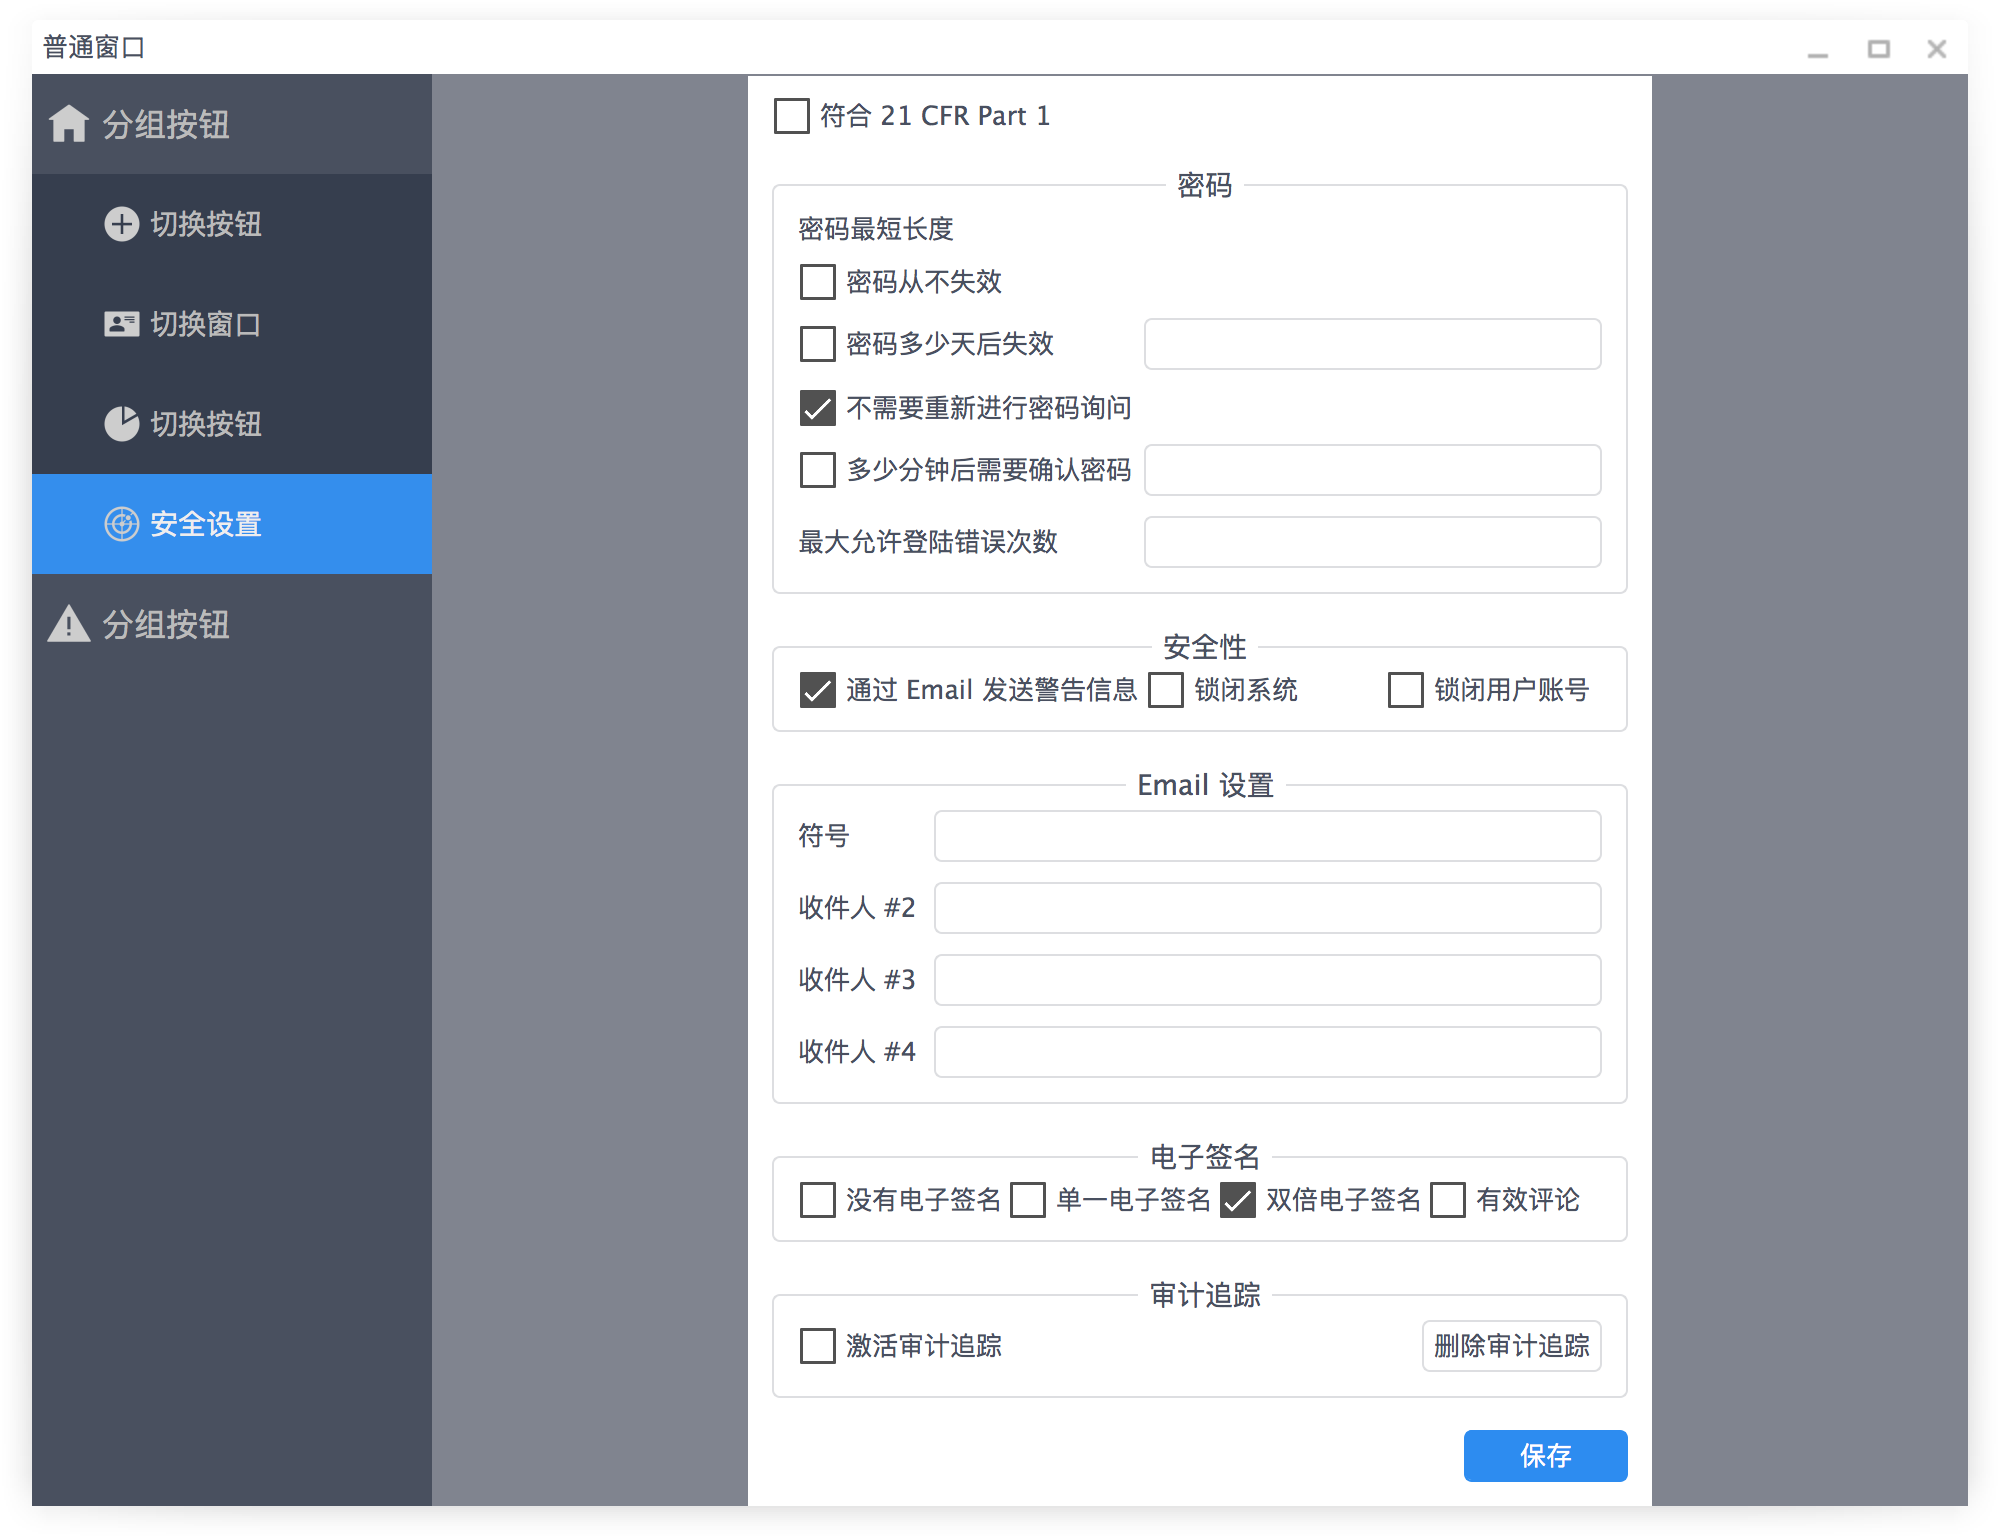 普通窗口
分组按钮
切换按钮
切换窗口
切换按钮
安全设置
分组按钮
符合 21 CFR Part 1
密码
密码最短长度
密码从不失效
密码多少天后失效
不需要重新进行密码询问
多少分钟后需要确认密码
最大允许登陆错误次数
安全性
通过 Email 发送警告信息 锁闭系统 锁闭用户账号
Email 设置
符号
收件人 #2
收件人 #3
收件人 #4
电子签名
没有电子签名 单一电子签名 双倍电子签名 有效评论
审计追踪
激活审计追踪 删除审计追踪
保存